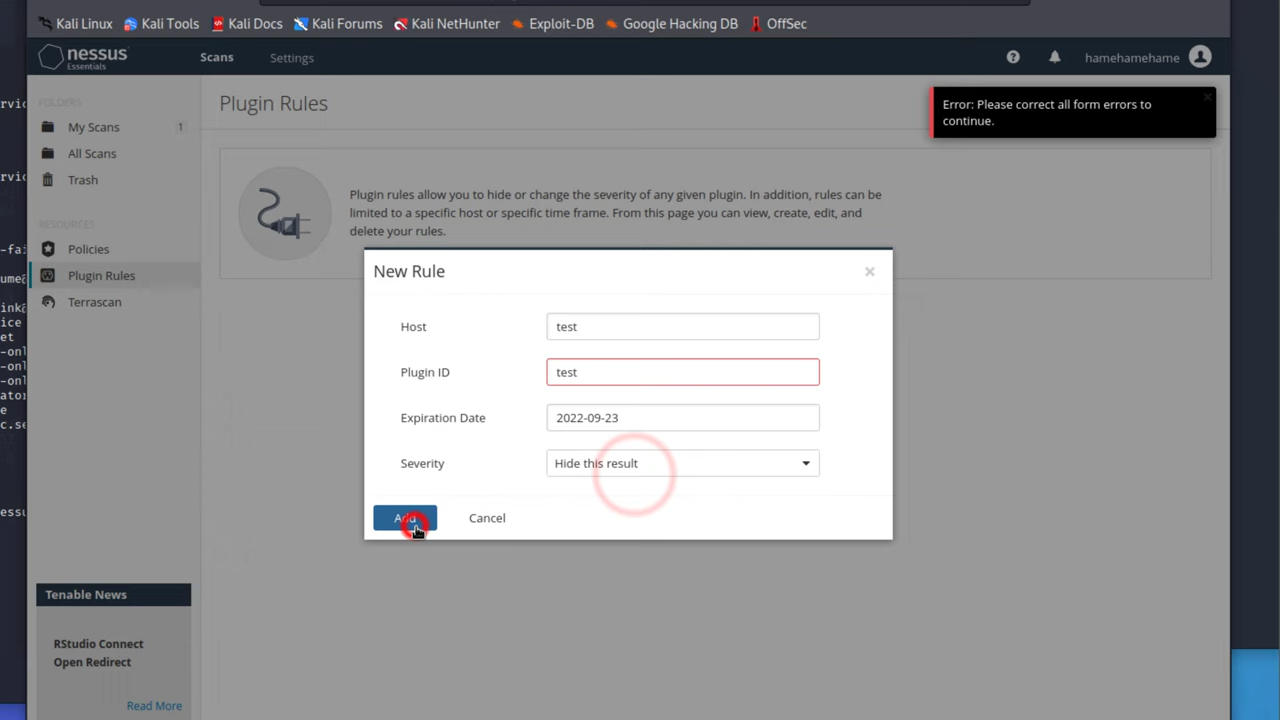 Kali Linux Kali Tools Kali Docs Kali Forums Kali NetHunter Exploit-DB Google Hacking DB OffSec
nessus
Essentials
Scans Settings
hamehamehame
FOLDERS
My Scans 1
All Scans
Trash
RESOURCES
Policies
Plugin Rules
Terrascan
Tenable News
RStudio Connect
Open Redirect
Read More
Plugin Rules
Plugin rules allow you to hide or change the severity of any given plugin. In addition, rules can be
limited to a specific host or specific time frame. From this page you can view, create, edit, and
delete your rules.
Error: Please correct all form errors to
continue.
New Rule
Host test
Plugin ID test
Expiration Date 2022-09-23
Severity Hide this result
Add Cancel